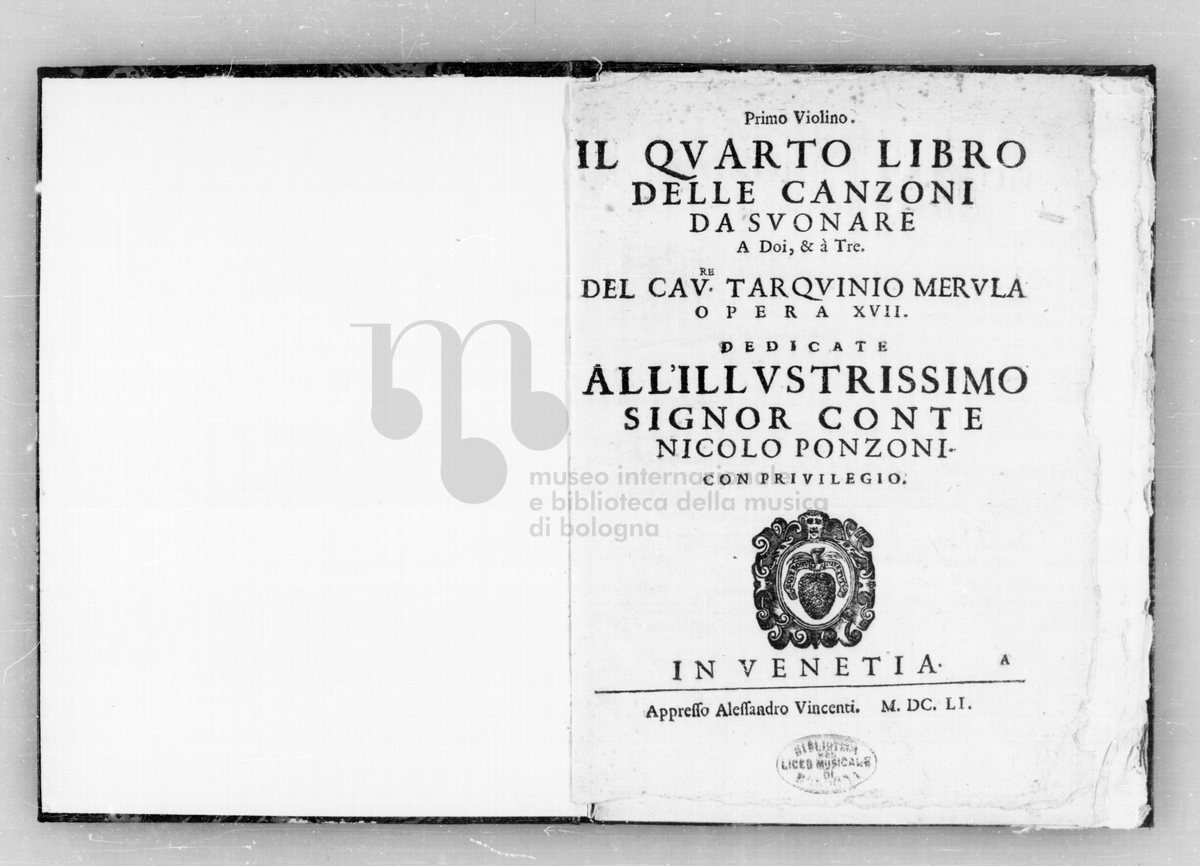 Primo Violino.
IL QVARTO LIBRO
DELLE CANZONI
DA SVONARE
A Doi, & à Tre.
DEL CAV.RE TARQVINIO MERVLA
OPERA XVII.
DEDICATE
ALL'ILLVSTRISSIMO
SIGNOR CONTE
NICOLO PONZONI.
CON PRIVILEGIO.
museo internazionale
e biblioteca della musica
di bologna
IN VENETIA.
A
Appreſſo Aleſſandro Vincenti. M. DC. LI.
BIBLIOTECA
DEL
LICEO MUSICALE
DI